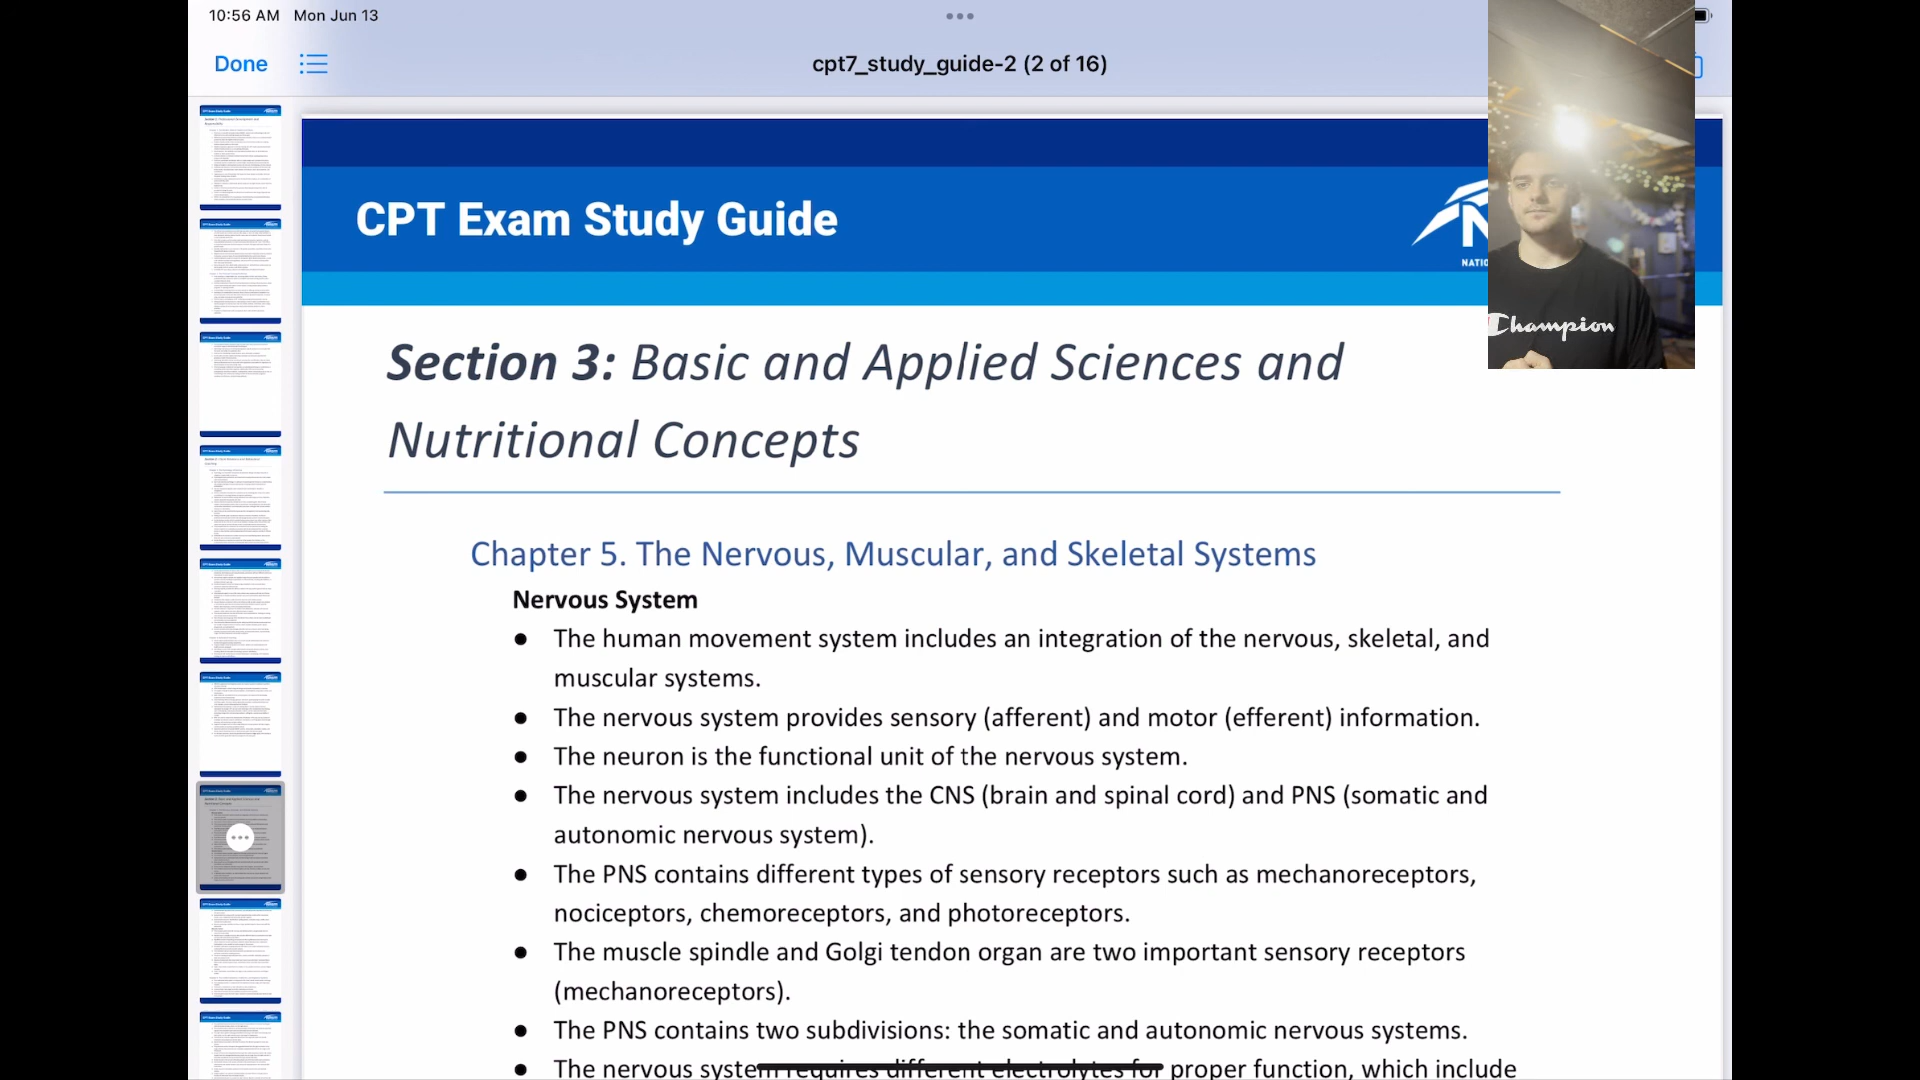 10:56 AM Mon Jun 13
Done
cpt7_study_guide-2 (2 of 16)
CPT Exam Study Guide
NATIO
Champion
Section 3: Basic and Applied Sciences and
Nutritional Concepts
Chapter 5. The Nervous, Muscular, and Skeletal Systems
Nervous System
● The human movement system includes an integration of the nervous, skeletal, and
muscular systems.
● The nervous system provides sensory (afferent) and motor (efferent) information.
● The neuron is the functional unit of the nervous system.
● The nervous system includes the CNS (brain and spinal cord) and PNS (somatic and
autonomic nervous system).
● The PNS contains different types of sensory receptors such as mechanoreceptors,
nociceptors, chemoreceptors, and photoreceptors.
● The muscle spindle and Golgi tendon organ are two important sensory receptors
(mechanoreceptors).
● The PNS contains two subdivisions: the somatic and autonomic nervous systems.
● The nervous system requires different electrolytes for proper function, which include